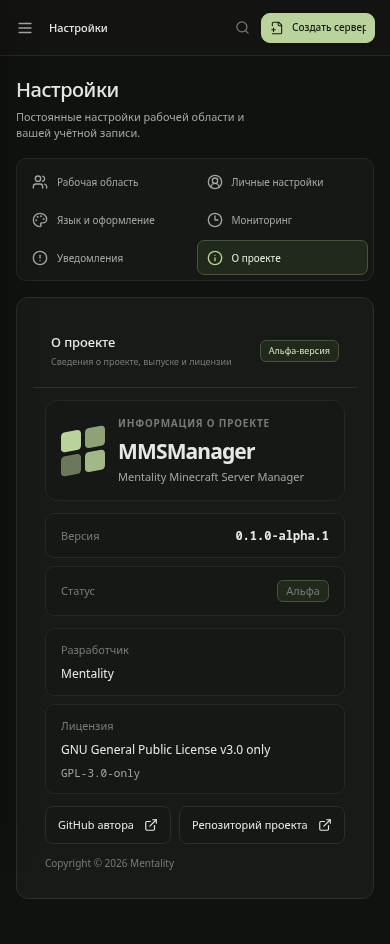 Настройки
Создать сервер
Настройки
Постоянные настройки рабочей области и
вашей учётной записи.
Рабочая область
Личные настройки
Язык и оформление
Мониторинг
Уведомления
О проекте
О проекте
Сведения о проекте, выпуске и лицензии
Альфа-версия
ИНФОРМАЦИЯ О ПРОЕКТЕ
MMSManager
Mentality Minecraft Server Manager
Версия
0.1.0-alpha.1
Статус
Альфа
Разработчик
Mentality
Лицензия
GNU General Public License v3.0 only
GPL-3.0-only
GitHub автора
Репозиторий проекта
Copyright © 2026 Mentality